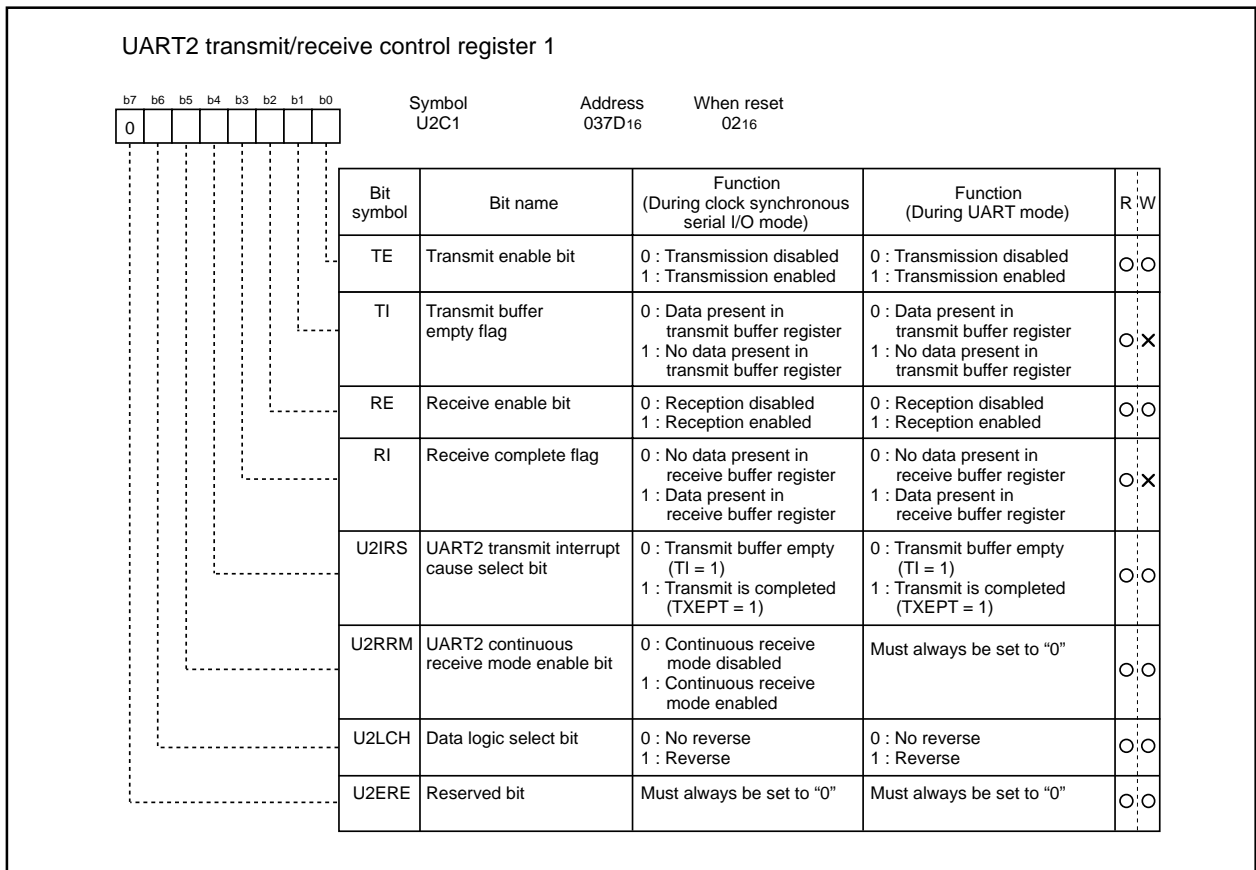 UART2 transmit/receive control register 1
b7 b6 b5 b4 b3 b2 b1 b0
Symbol Address When reset
U2C1 037D16 0216
0
Bit symbol
Bit name
Function
(During clock synchronous
serial I/O mode)
Function
(During UART mode)
R W
TE
Transmit enable bit
0 : Transmission disabled
1 : Transmission enabled
0 : Transmission disabled
1 : Transmission enabled
TI
Transmit buffer
empty flag
0 : Data present in
transmit buffer register
1 : No data present in
transmit buffer register
0 : Data present in
transmit buffer register
1 : No data present in
transmit buffer register
RE
Receive enable bit
0 : Reception disabled
1 : Reception enabled
0 : Reception disabled
1 : Reception enabled
RI
Receive complete flag
0 : No data present in
receive buffer register
1 : Data present in
receive buffer register
0 : No data present in
receive buffer register
1 : Data present in
receive buffer register
U2IRS
UART2 transmit interrupt
cause select bit
0 : Transmit buffer empty
(TI = 1)
1 : Transmit is completed
(TXEPT = 1)
0 : Transmit buffer empty
(TI = 1)
1 : Transmit is completed
(TXEPT = 1)
U2RRM
UART2 continuous
receive mode enable bit
0 : Continuous receive
mode disabled
1 : Continuous receive
mode enabled
Must always be set to “0”
U2LCH
Data logic select bit
0 : No reverse
1 : Reverse
0 : No reverse
1 : Reverse
U2ERE
Reserved bit
Must always be set to “0”
Must always be set to “0”